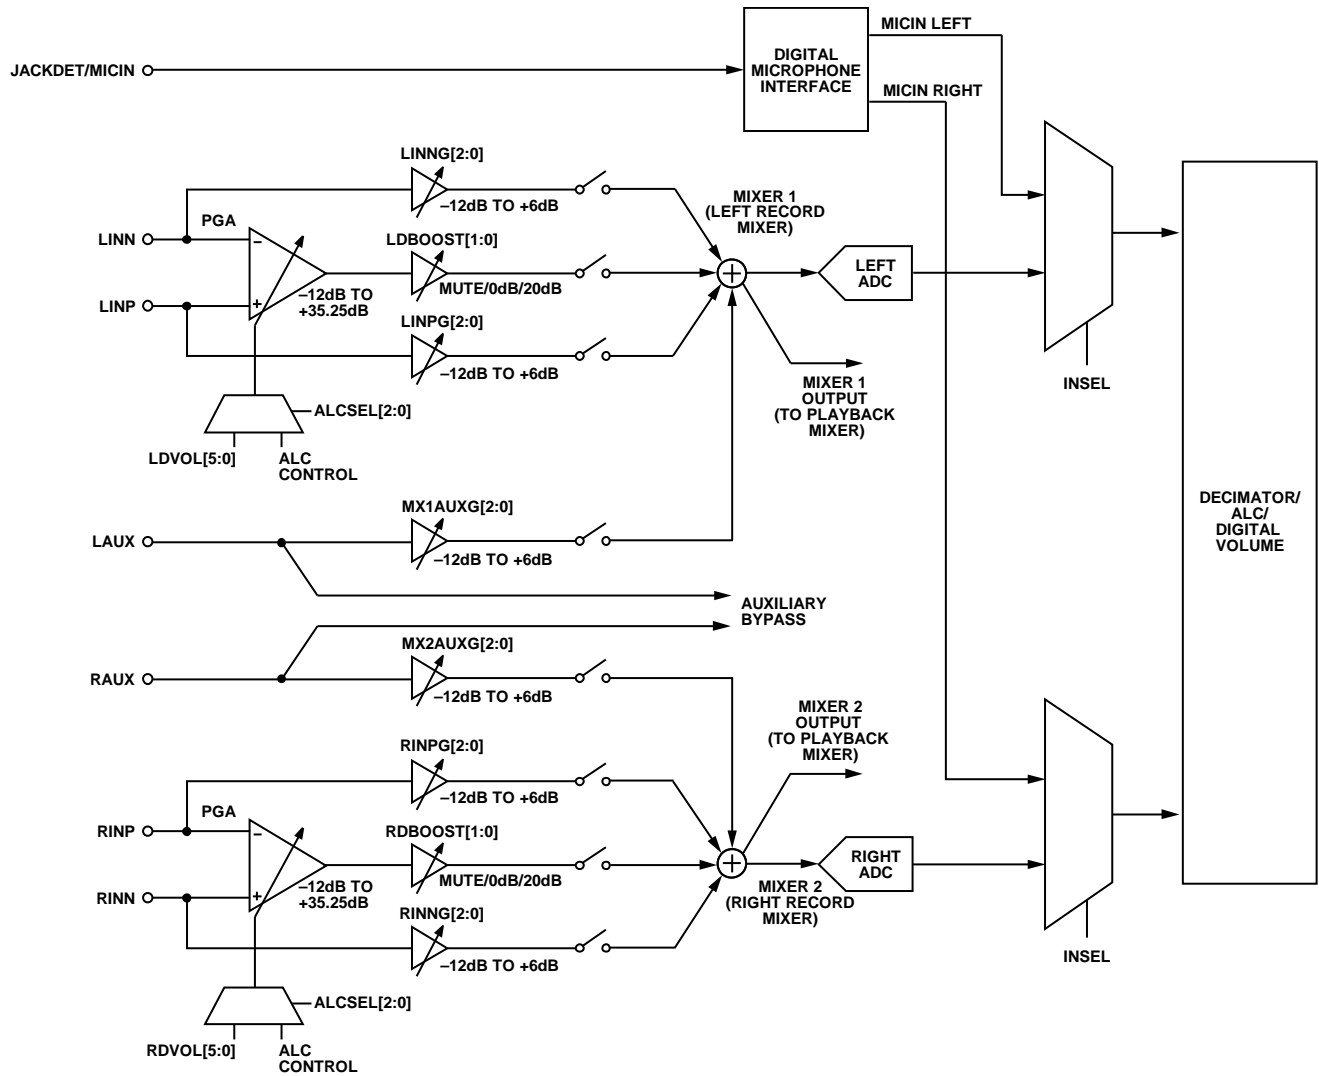 MICIN LEFT
JACKDET/MICIN
DIGITAL
MICROPHONE
INTERFACE
MICIN RIGHT
LINNG[2:0]
–12dB TO +6dB
MIXER 1
(LEFT RECORD
MIXER)
PGA
LINN
–
LDBOOST[1:0]
MUTE/0dB/20dB
LEFT
ADC
LINP
+
–12dB TO
+35.25dB
LINPG[2:0]
–12dB TO +6dB
MIXER 1
OUTPUT
(TO PLAYBACK
MIXER)
INSEL
ALCSEL[2:0]
LDVOL[5:0]
ALC
CONTROL
MX1AUXG[2:0]
LAUX
–12dB TO +6dB
DECIMATOR/
ALC/
DIGITAL
VOLUME
AUXILIARY
BYPASS
MX2AUXG[2:0]
RAUX
–12dB TO +6dB
MIXER 2
OUTPUT
(TO PLAYBACK
MIXER)
RINPG[2:0]
–12dB TO +6dB
PGA
RINP
–
RDBOOST[1:0]
MUTE/0dB/20dB
RIGHT
ADC
MIXER 2
(RIGHT RECORD
MIXER)
RINN
+
–12dB TO
+35.25dB
RINNG[2:0]
–12dB TO +6dB
INSEL
ALCSEL[2:0]
RDVOL[5:0]
ALC
CONTROL